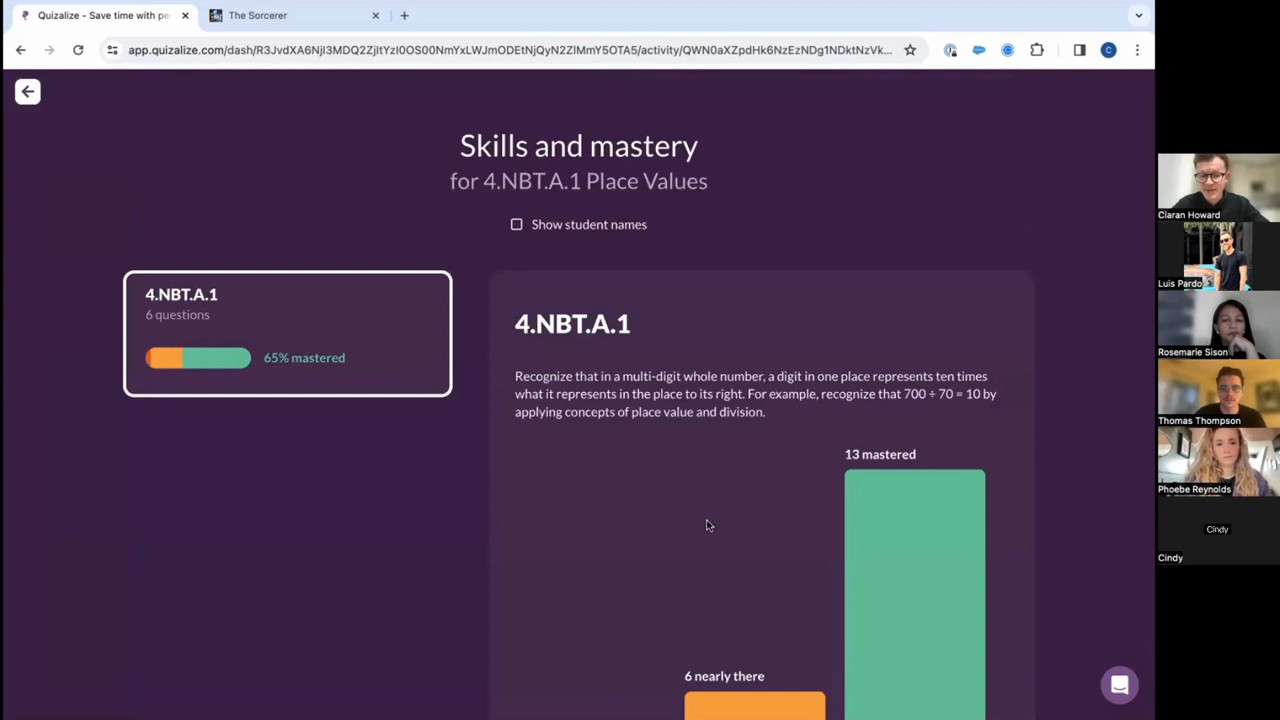 Quizalize - Save time with pe
The Sorcerer
app.quizalize.com/dash/R3JvdXA6NjI3MDQ2ZjItYzI0OS00NmYxLWJmODEtNjQyN2ZlMmY5OTA5/activity/QWN0aXZpdHk6NzEzNDg1NDktNzVk...
C
Skills and mastery
for 4.NBT.A.1 Place Values
Show student names
4.NBT.A.1
6 questions
65% mastered
4.NBT.A.1
Recognize that in a multi-digit whole number, a digit in one place represents ten times
what it represents in the place to its right. For example, recognize that 700 ÷ 70 = 10 by
applying concepts of place value and division.
13 mastered
6 nearly there
Ciaran Howard
Luis Pardo
Rosemarie Sison
Thomas Thompson
Phoebe Reynolds
Cindy
Cindy